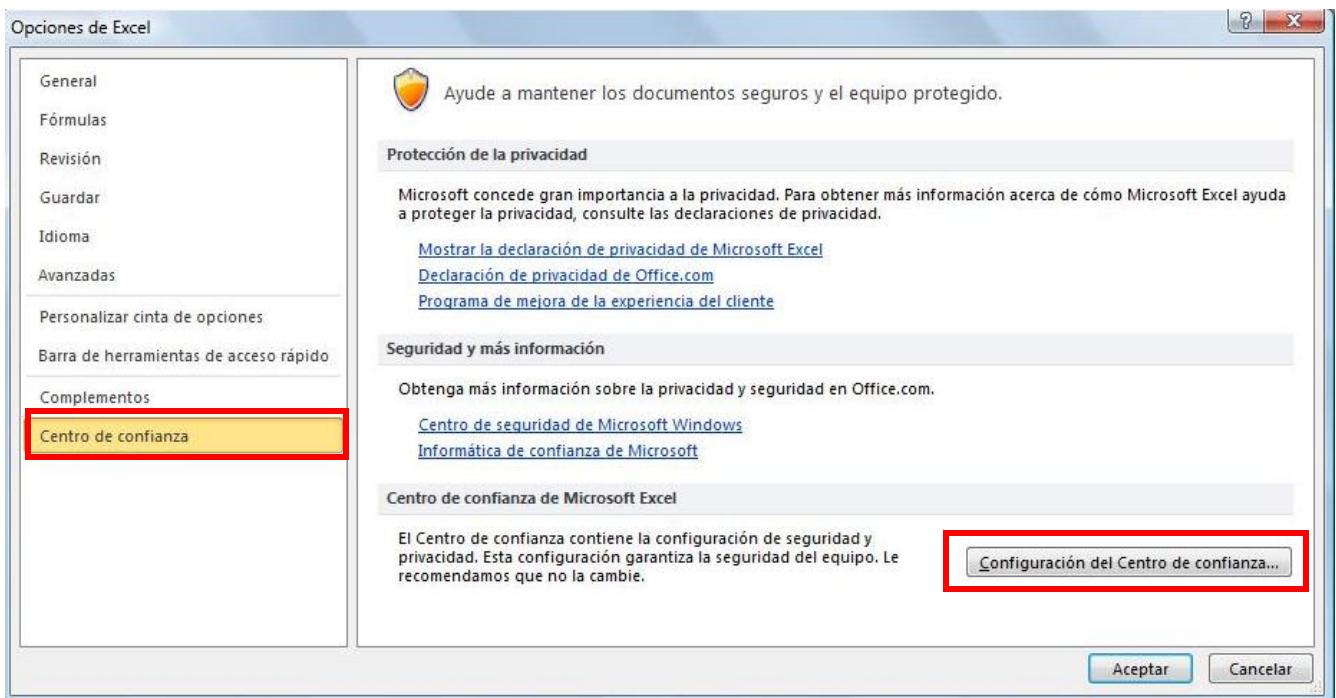 Opciones de Excel
General
Fórmulas
Revisión
Guardar
Idioma
Avanzadas
Personalizar cinta de opciones
Barra de herramientas de acceso rápido
Complementos
Centro de confianza
Ayude a mantener los documentos seguros y el equipo protegido.
Protección de la privacidad
Microsoft concede gran importancia a la privacidad. Para obtener más información acerca de cómo Microsoft Excel ayuda
a proteger la privacidad, consulte las declaraciones de privacidad.
Mostrar la declaración de privacidad de Microsoft Excel
Declaración de privacidad de Office.com
Programa de mejora de la experiencia del cliente
Seguridad y más información
Obtenga más información sobre la privacidad y seguridad en Office.com.
Centro de seguridad de Microsoft Windows
Informática de confianza de Microsoft
Centro de confianza de Microsoft Excel
El Centro de confianza contiene la configuración de seguridad y
privacidad. Esta configuración garantiza la seguridad del equipo. Le
recomendamos que no la cambie.
Configuración del Centro de confianza...
Aceptar
Cancelar